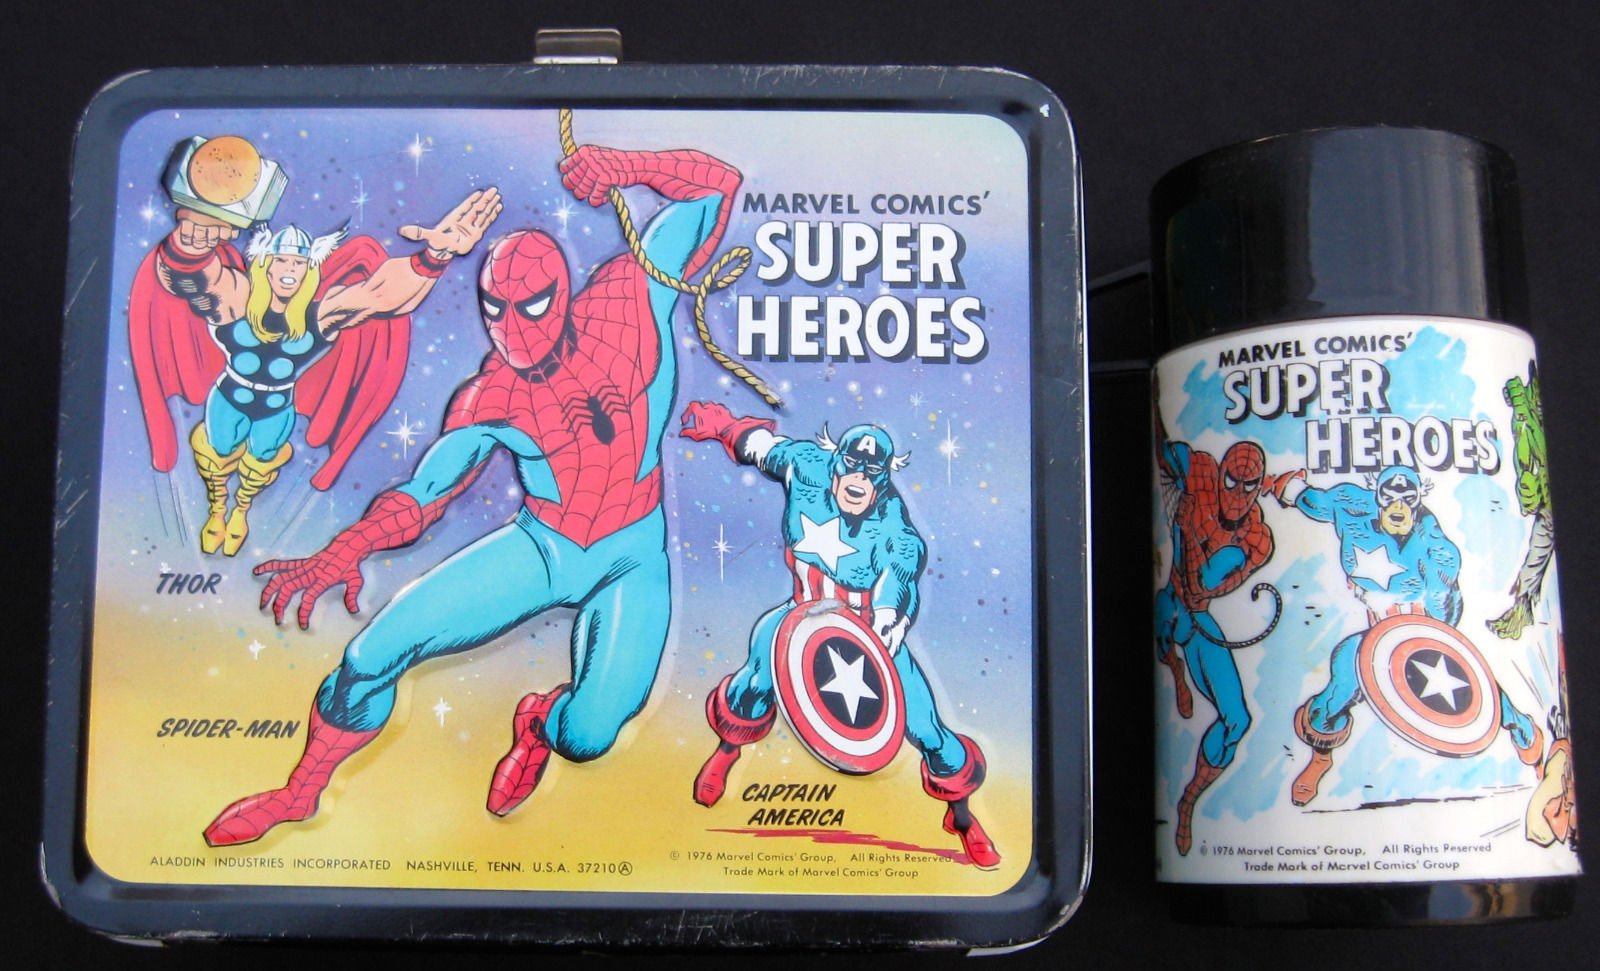 MARVEL COMICS'
SUPER
HEROES
THOR
SPIDER-MAN
A
CAPTAIN
AMERICA
ALADDIN INDUSTRIES INCORPORATED NASHVILLE, TENN. U.S.A. 37210 Ⓐ
© 1976 Marvel Comics' Group, All Rights Reserved
Trade Mark of Marvel Comics' Group
MARVEL COMICS'
SUPER
HEROES
A
© 1976 Marvel Comics' Group, All Rights Reserved
Trade Mark of Marvel Comics' Group